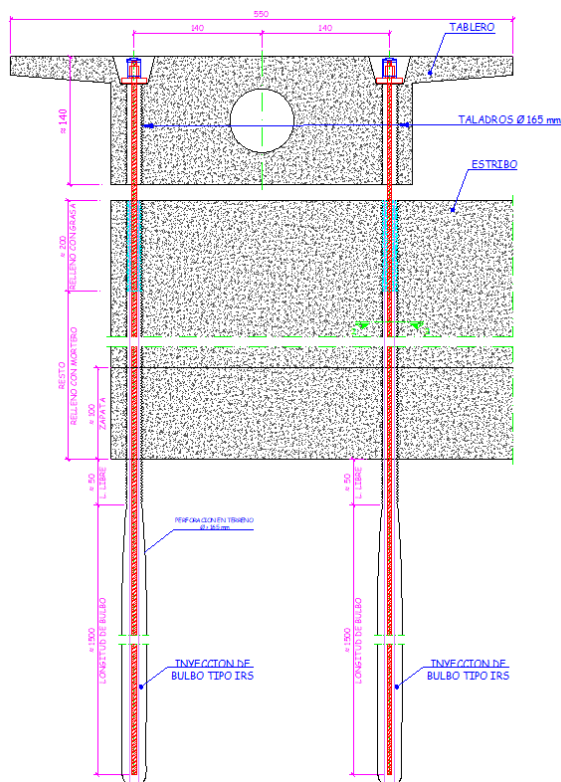 550
140
140
TABLERO
≈140
TALADROS Ø 165 mm
ESTRIBO
≈ 200
RELLENO CON GRASA
RESTO
RELLENO CON MORTERO
≈ 100
ZAPATA
≈ 50
L. LIBRE
≈ 50
L. LIBRE
PERFORACION EN TERRENO
≈1500
LONGITUD DE BULBO
≈1500
LONGITUD DE BULBO
INYECCION DE
BULBO TIPO IRS
INYECCION DE
BULBO TIPO IRS